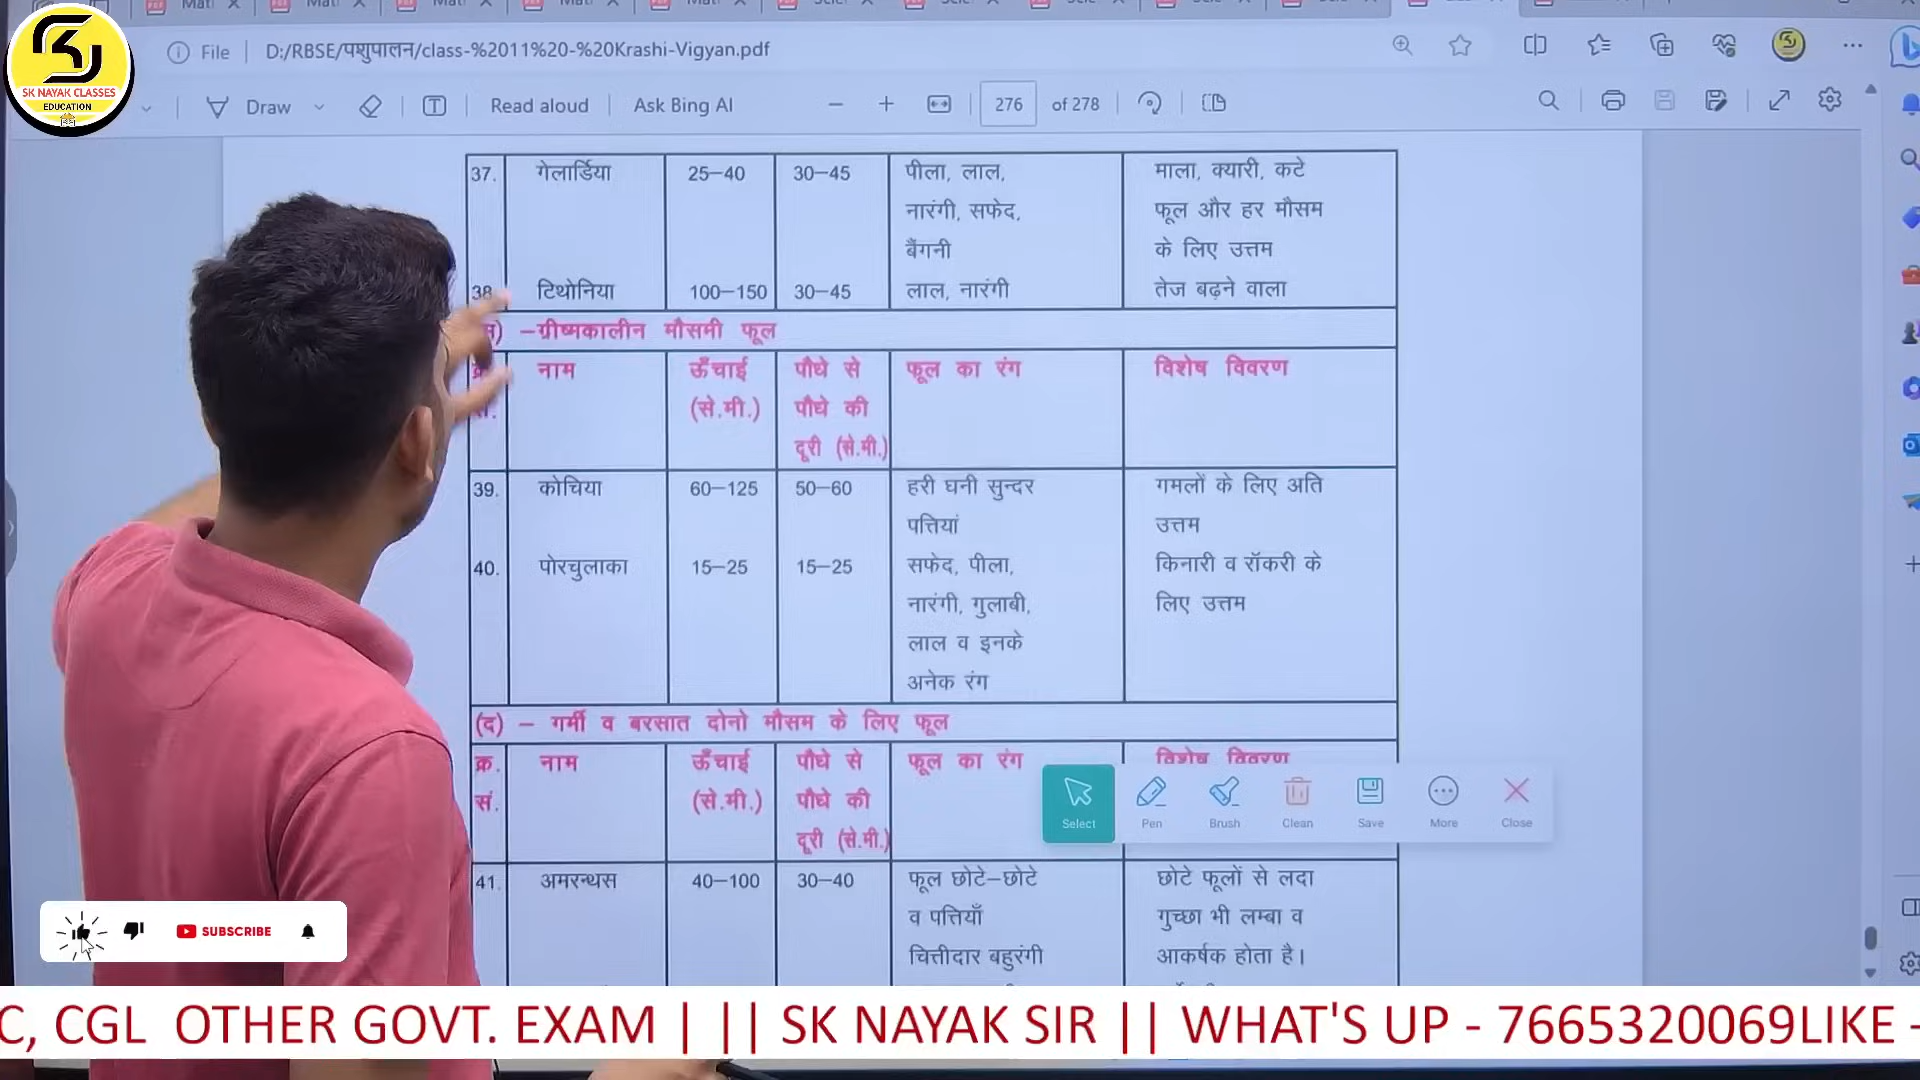 SK NAYAK CLASSES
EDUCATION
File D:/RBSE/पशुपालन/class-%2011%20-%20Krashi-Vigyan.pdf
Draw Read aloud Ask Bing AI 276 of 278
37. गेलार्डिया 25–40 30–45 पीला, लाल, माला, क्यारी, कटे
नारंगी, सफेद, फूल और हर मौसम
बैंगनी के लिए उत्तम
38 टिथोनिया 100–150 30–45 लाल, नारंगी तेज बढ़ने वाला
–ग्रीष्मकालीन मौसमी फूल
नाम ऊँचाई पौधे से फूल का रंग विशेष विवरण
(से.मी.) पौधे की
दूरी (से.मी.)
39. कोचिया 60–125 50–60 हरी घनी सुन्दर गमलों के लिए अति
पत्तियां उत्तम
40. पोरचुलाका 15–25 15–25 सफेद, पीला, किनारी व रॉकरी के
नारंगी, गुलाबी, लिए उत्तम
लाल व इनके
अनेक रंग
(द) – गर्मी व बरसात दोनो मौसम के लिए फूल
क्र. नाम ऊँचाई पौधे से फूल का रंग विशेष विवरण
सं. (से.मी.) पौधे की
दूरी (से.मी.)
Select Pen Brush Clean Save More Close
41. अमरन्थस 40–100 30–40 फूल छोटे–छोटे छोटे फूलों से लदा
व पत्तियाँ गुच्छा भी लम्बा व
चित्तीदार बहुरंगी आकर्षक होता है।
SUBSCRIBE
C, CGL OTHER GOVT. EXAM | || SK NAYAK SIR || WHAT'S UP - 7665320069LIKE -